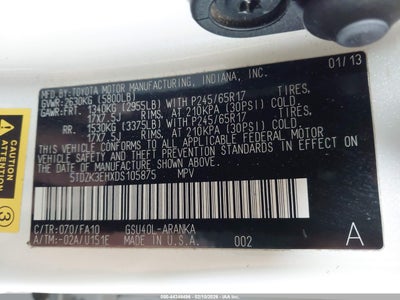 01/13
MFD.BY:TOYOTA MOTOR MANUFACTURING, INDIANA, INC.
GVWR:2630KG (5800LB)
GAWR:FRT. 1340KG (2955LB) WITH P245/65R17 TIRES,
17X7.5J RIMS, AT 210KPA (30PSI) COLD.
RR. 1530KG (3375LB) WITH P245/65R17 TIRES,
17X7.5J RIMS, AT 210KPA (30PSI) COLD.
THIS VEHICLE CONFORMS TO ALL APPLICABLE FEDERAL MOTOR
VEHICLE SAFETY STANDARDS IN EFFECT ON
THE DATE OF MANUFACTURE SHOWN ABOVE.
5TDZK3EHXDS105875 MPV
C/TR:070/FA10 GSU40L-ARANKA
A/TM:-02A/U151E MADE IN U.S.A. 002
A
CAUTION
ATTENTION
3